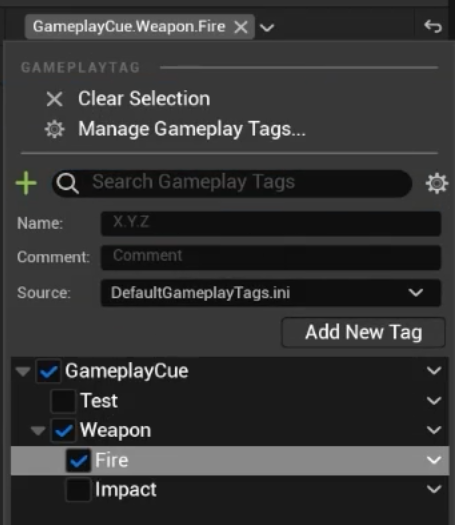 GameplayCue.Weapon.Fire
GAMEPLAYTAG
Clear Selection
Manage Gameplay Tags...
Search Gameplay Tags
Name: X.Y.Z
Comment: Comment
Source: DefaultGameplayTags.ini
Add New Tag
GameplayCue
Test
Weapon
Fire
Impact